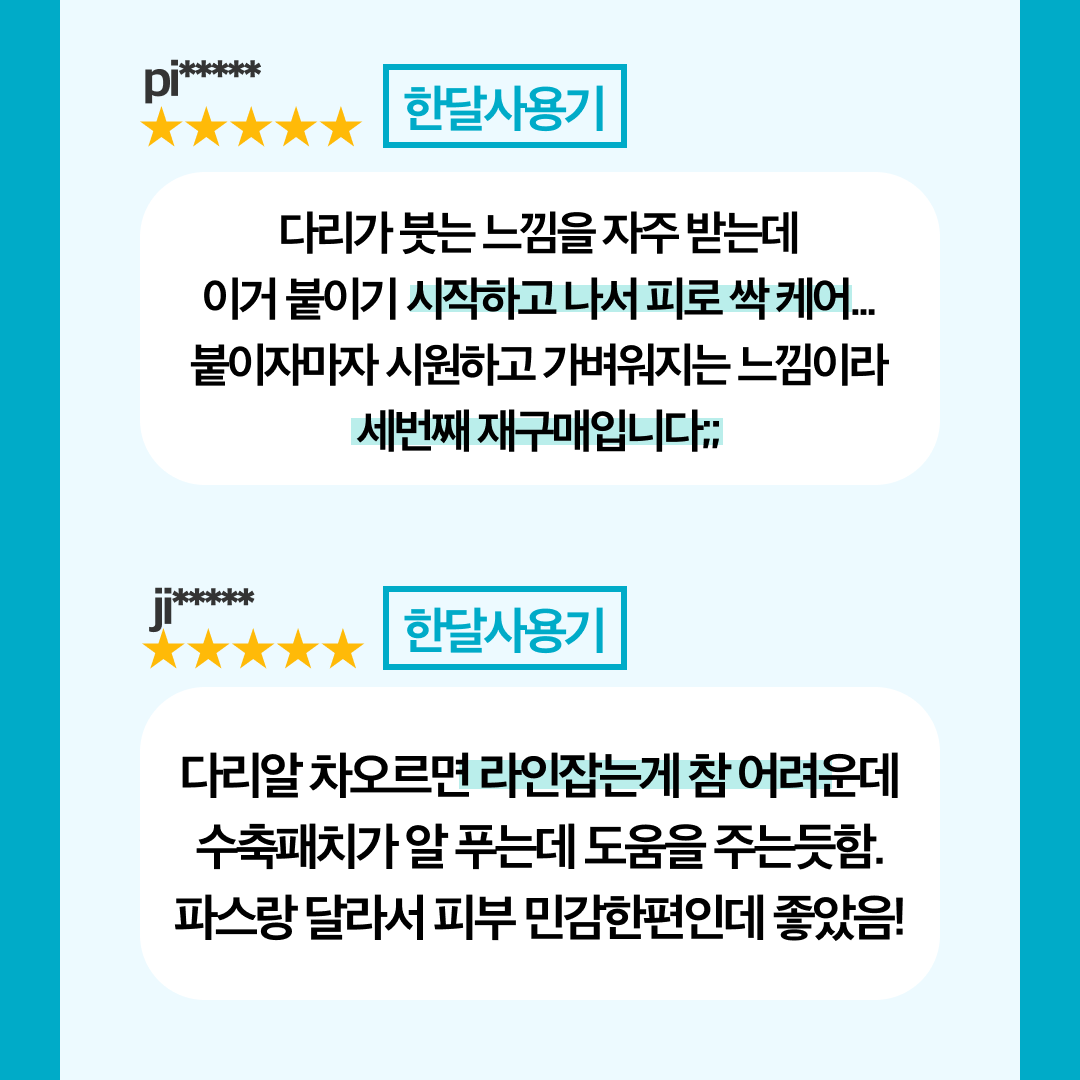 pi*****
★★★★★
한달사용기
다리가 붓는 느낌을 자주 받는데
이거 붙이기 시작하고 나서 피로 싹 케어...
붙이자마자 시원하고 가벼워지는 느낌이라
세번째 재구매입니다;;
ji*****
★★★★★
한달사용기
다리알 차오르면 라인잡는게 참 어려운데
수축패치가 알 푸는데 도움을 주는듯함.
파스랑 달라서 피부 민감한편인데 좋았음!